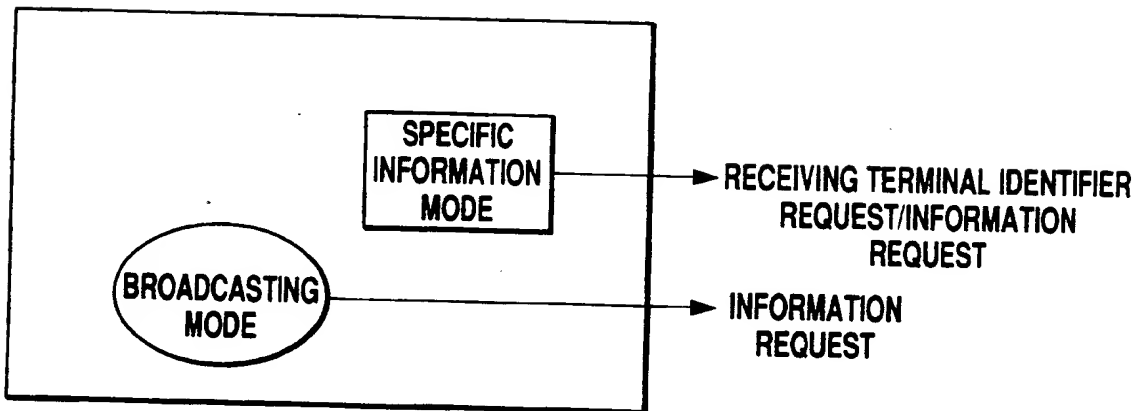 SPECIFIC
INFORMATION
MODE
RECEIVING TERMINAL IDENTIFIER
REQUEST/INFORMATION
REQUEST
BROADCASTING
MODE
INFORMATION
REQUEST